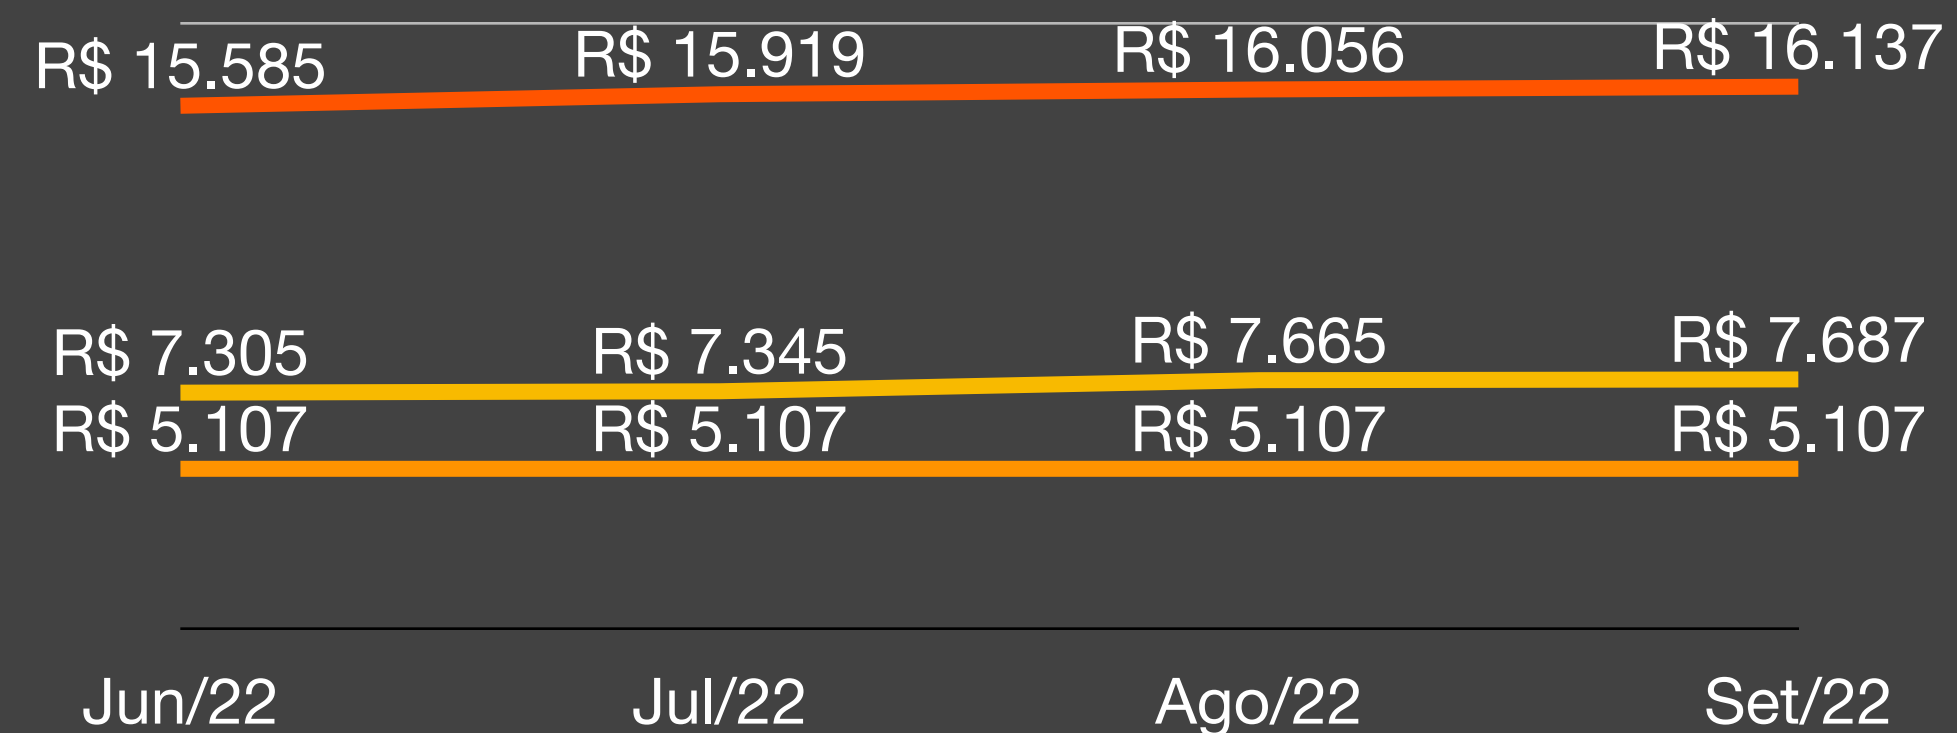 R$ 15.585 R$ 15.919 R$ 16.056 R$ 16.137
R$ 7.305 R$ 7.345 R$ 7.665 R$ 7.687
R$ 5.107 R$ 5.107 R$ 5.107 R$ 5.107
Jun/22 Jul/22 Ago/22 Set/22